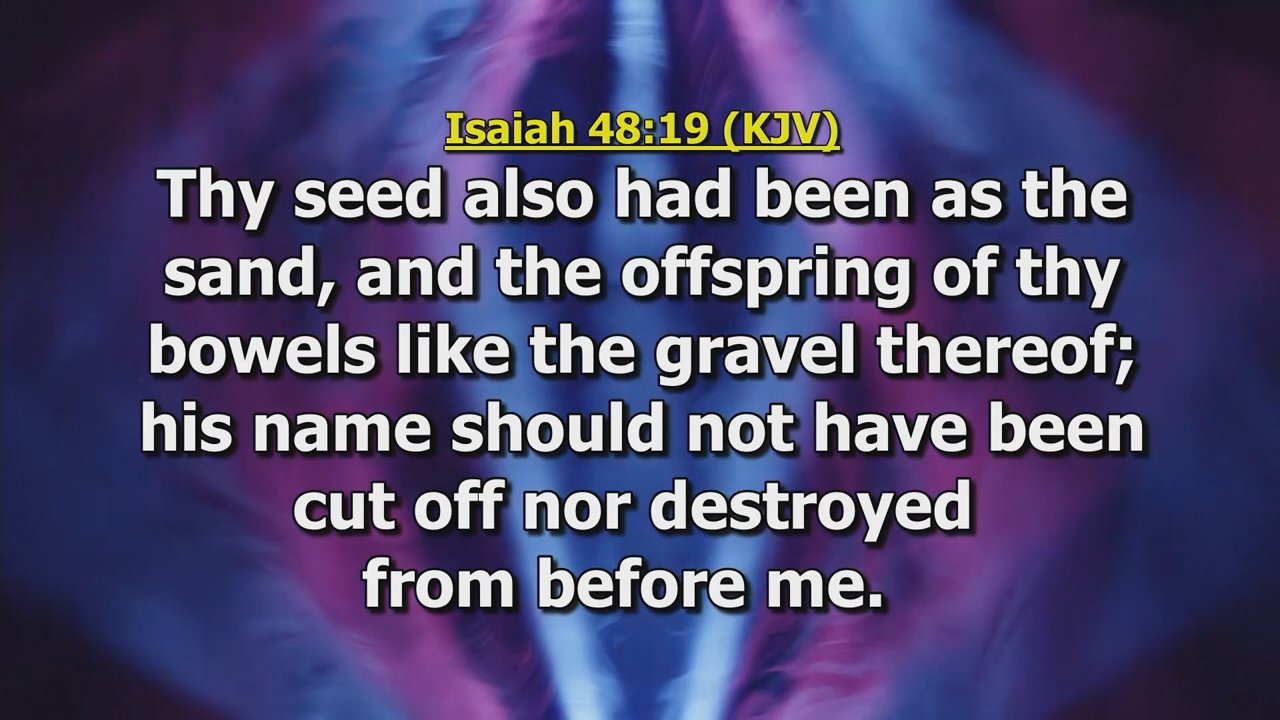 Isaiah 48:19 (KJV)
Thy seed also had been as the
sand, and the offspring of thy
bowels like the gravel thereof;
his name should not have been
cut off nor destroyed
from before me.